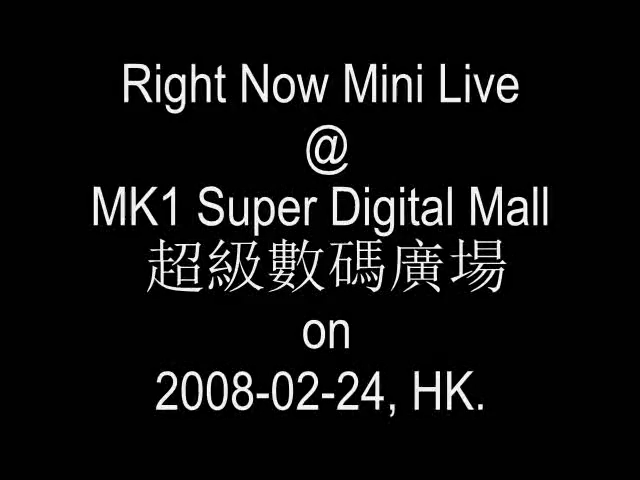 Right Now Mini Live
@
MK1 Super Digital Mall
超級數碼廣場
on
2008-02-24, HK.